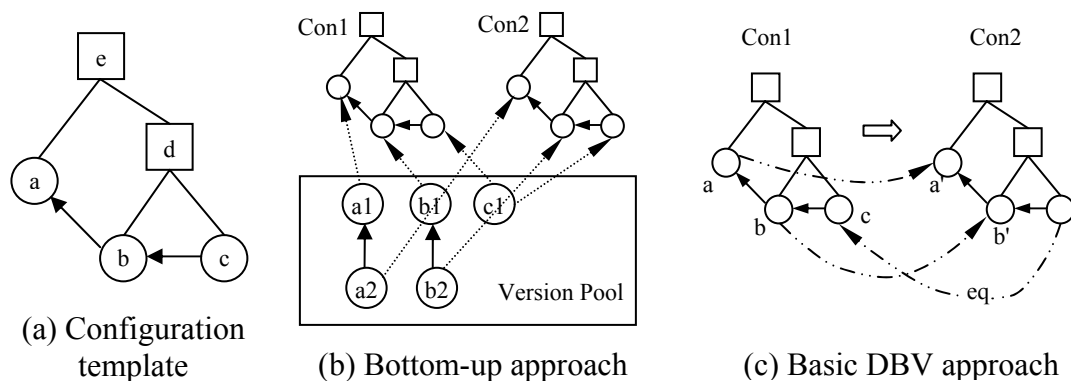 e
d
a
b
c
(a) Configuration
template
Con1
Con2
a1
b1
c1
a2
b2
Version Pool
(b) Bottom-up approach
Con1
Con2
a
a'
b
c
b'
eq.
(c) Basic DBV approach